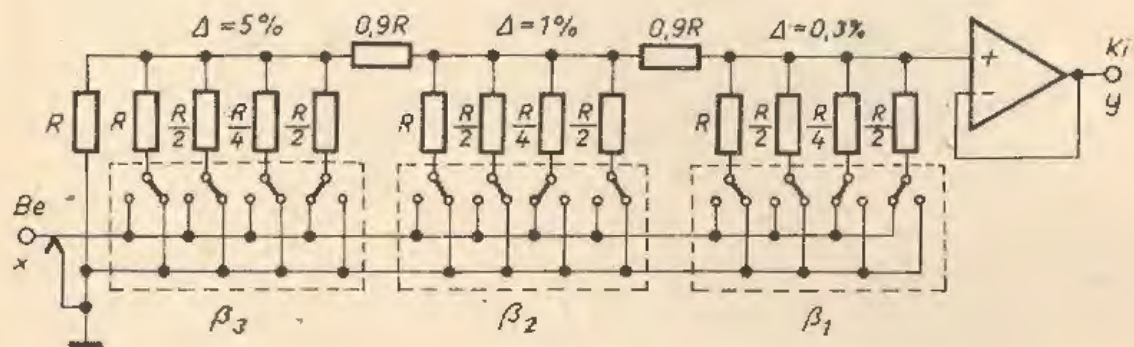 Δ = 5% 0,9R Δ = 1% 0,9R Δ = 0,3%
+ Ki
− y
R R R/2 R/4 R/2 R R/2 R/4 R/2 R R/2 R/4 R/2
Be
x
β3 β2 β1